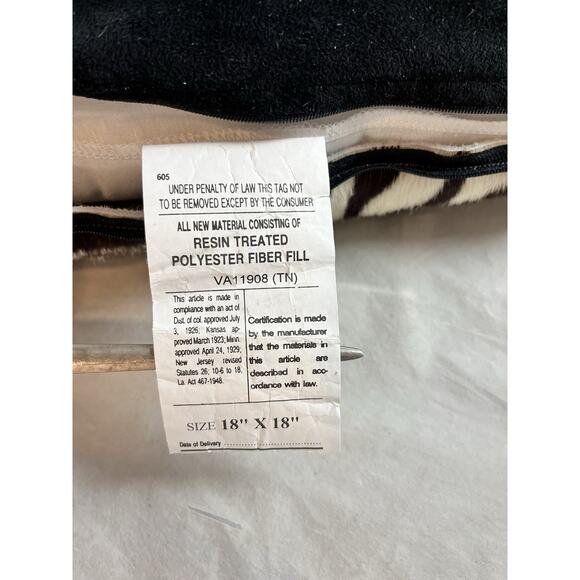 605
UNDER PENALTY OF LAW THIS TAG NOT
TO BE REMOVED EXCEPT BY THE CONSUMER
ALL NEW MATERIAL CONSISTING OF
RESIN TREATED
POLYESTER FIBER FILL
VA11908 (TN)
This article is made in
compliance with an act of
Dist. of col. approved July
3, 1926; Kansas ap-
proved March 1923; Minn.
approved April 24, 1929;
New Jersey revised
Statutes 26; 10-6 to 18,
La. Act 467-1948.
Certification is made
by the manufacturer
that the materials in
this article are
described in acc-
ordance with law.
SIZE 18" X 18"
Date of Delivery